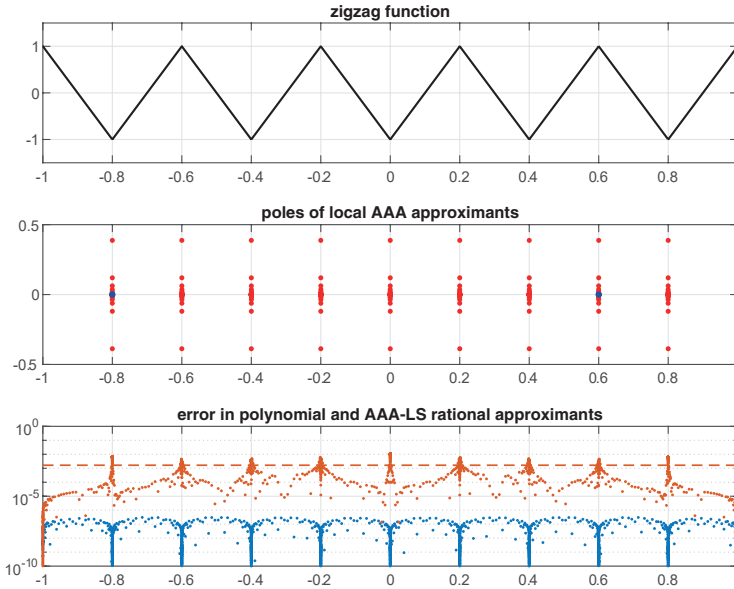 zigzag function
1
0
-1
-1 -0.8 -0.6 -0.4 -0.2 0 0.2 0.4 0.6 0.8
poles of local AAA approximants
0.5
0
-0.5
-1 -0.8 -0.6 -0.4 -0.2 0 0.2 0.4 0.6 0.8
error in polynomial and AAA-LS rational approximants
10^0
10^-5
10^-10
-1 -0.8 -0.6 -0.4 -0.2 0 0.2 0.4 0.6 0.8